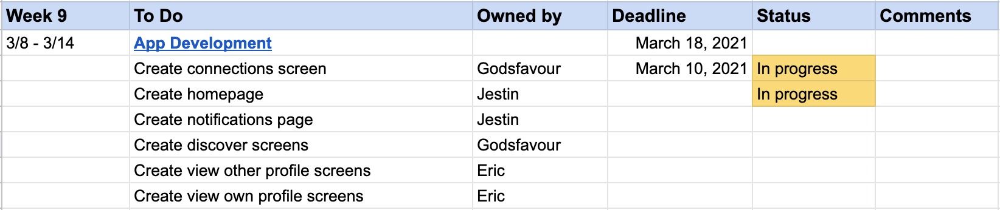 Week 9 To Do Owned by Deadline Status Comments
3/8 - 3/14 App Development March 18, 2021
Create connections screen Godsfavour March 10, 2021 In progress
Create homepage Jestin In progress
Create notifications page Jestin
Create discover screens Godsfavour
Create view other profile screens Eric
Create view own profile screens Eric